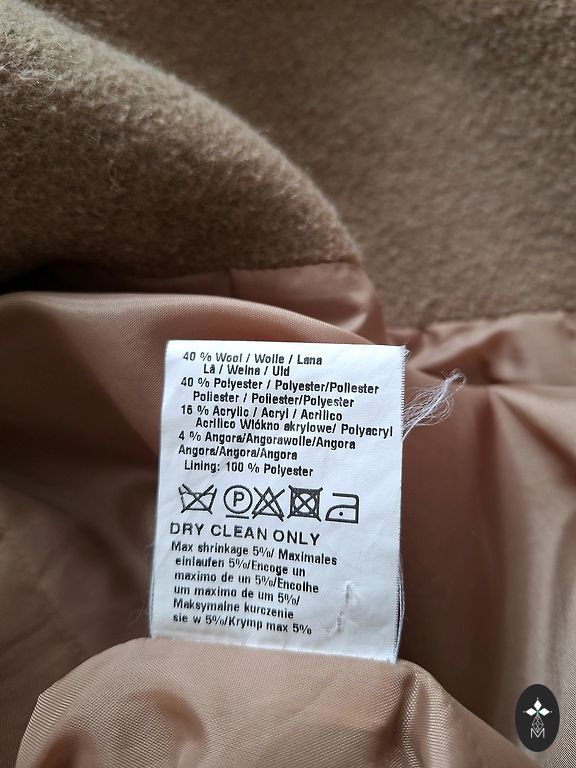 40 % Wool / Wolle / Lana
Lã / Welna / Uld
40 % Polyester / Polyester/Poliester
Poliester / Poliester/Polyester
16 % Acrylic / Acryl / Acrilico
Acrilico Wlókno akrylowe/ Polyacryl
4 % Angora/Angorawolle/Angora
Angora/Angora/Angora
Lining: 100 % Polyester
P
DRY CLEAN ONLY
Max shrinkage 5%/ Maximales
einlaufen 5%/Encoge un
maximo de un 5%/Encolhe
um maximo de um 5%/
Maksymalne kurczenie
sie w 5%/Krymp max 5%
M